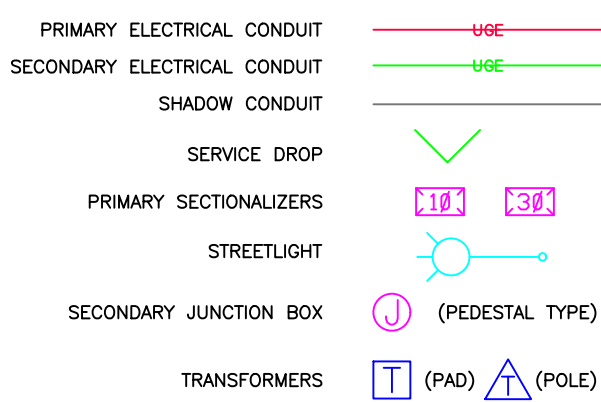 PRIMARY ELECTRICAL CONDUIT UGE
SECONDARY ELECTRICAL CONDUIT UGE
SHADOW CONDUIT
SERVICE DROP
PRIMARY SECTIONALIZERS 1Ø 3Ø
STREETLIGHT
SECONDARY JUNCTION BOX J (PEDESTAL TYPE)
TRANSFORMERS T (PAD) T (POLE)